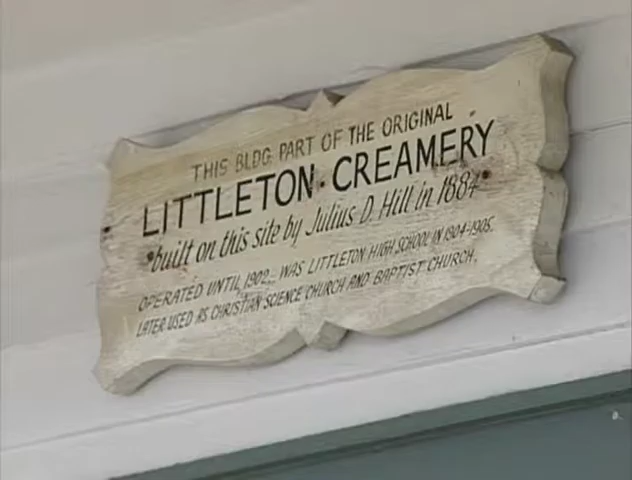 THIS BLDG. PART OF THE ORIGINAL
LITTLETON CREAMERY
built on this site by Julius D. Hill in 1884
OPERATED UNTIL 1902... WAS LITTLETON HIGH SCHOOL IN 1904-1905.
LATER USED AS CHRISTIAN SCIENCE CHURCH AND BAPTIST CHURCH.